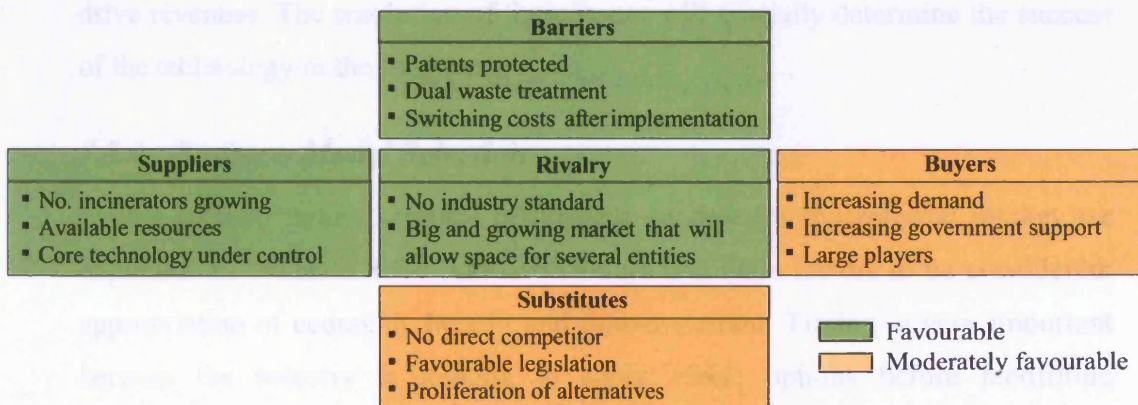 Barriers
▪ Patents protected
▪ Dual waste treatment
▪ Switching costs after implementation
Suppliers
▪ No. incinerators growing
▪ Available resources
▪ Core technology under control
Rivalry
▪ No industry standard
▪ Big and growing market that will
allow space for several entities
Buyers
▪ Increasing demand
▪ Increasing government support
▪ Large players
Substitutes
▪ No direct competitor
▪ Favourable legislation
▪ Proliferation of alternatives
Favourable
Moderately favourable